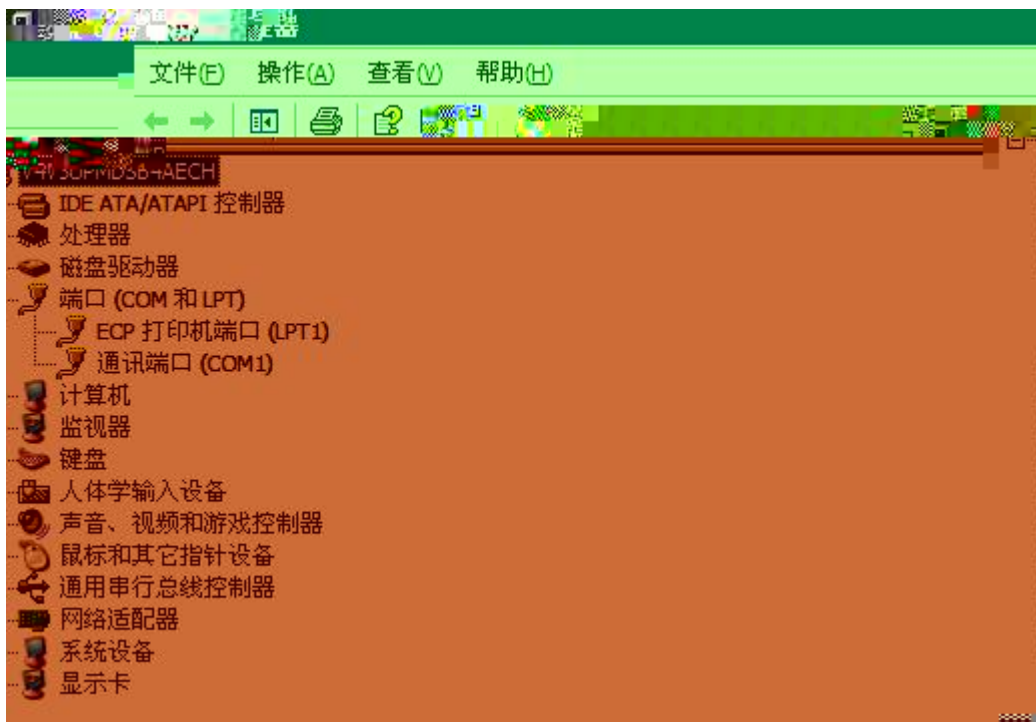 文件(F) 操作(A) 查看(V) 帮助(H)
IDE ATA/ATAPI 控制器
处理器
磁盘驱动器
端口 (COM 和 LPT)
ECP 打印机端口 (LPT1)
通讯端口 (COM1)
计算机
监视器
键盘
人体学输入设备
声音、视频和游戏控制器
鼠标和其它指针设备
通用串行总线控制器
网络适配器
系统设备
显示卡